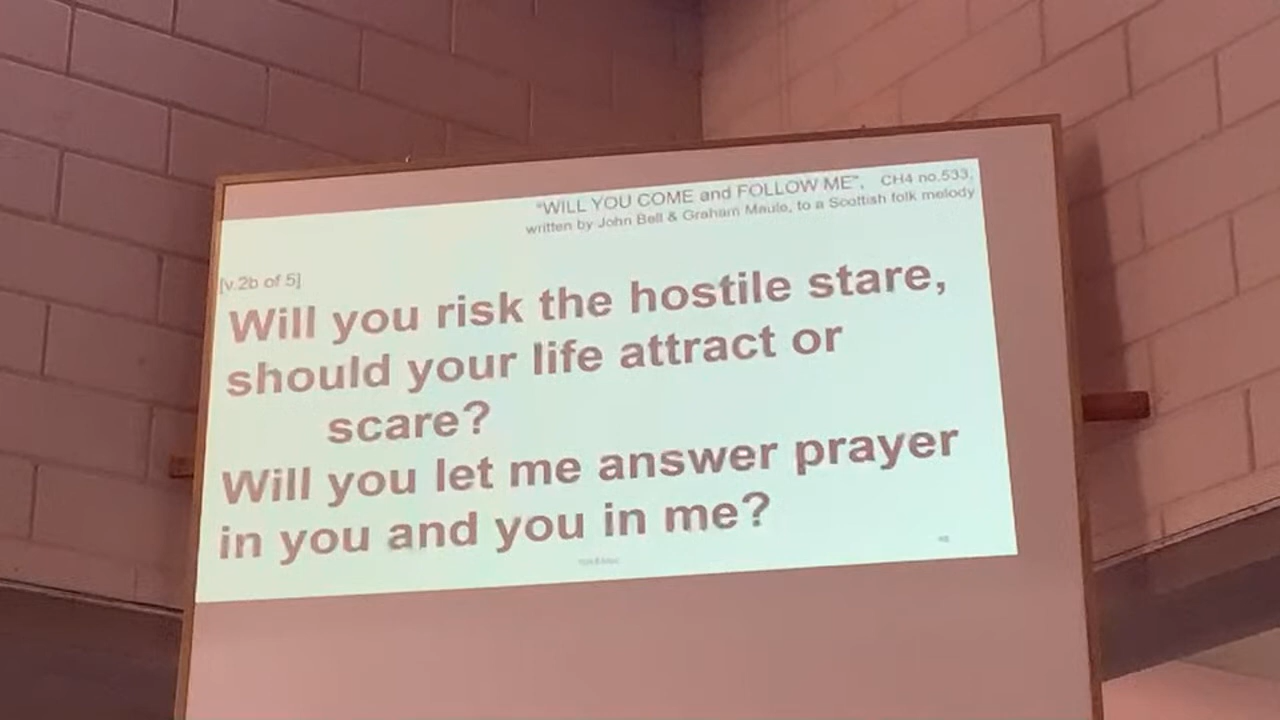 "WILL YOU COME and FOLLOW ME", CH4 no.533,
written by John Bell & Graham Maule, to a Scottish folk melody
[v.2b of 5]
Will you risk the hostile stare,
should your life attract or
scare?
Will you let me answer prayer
in you and you in me?